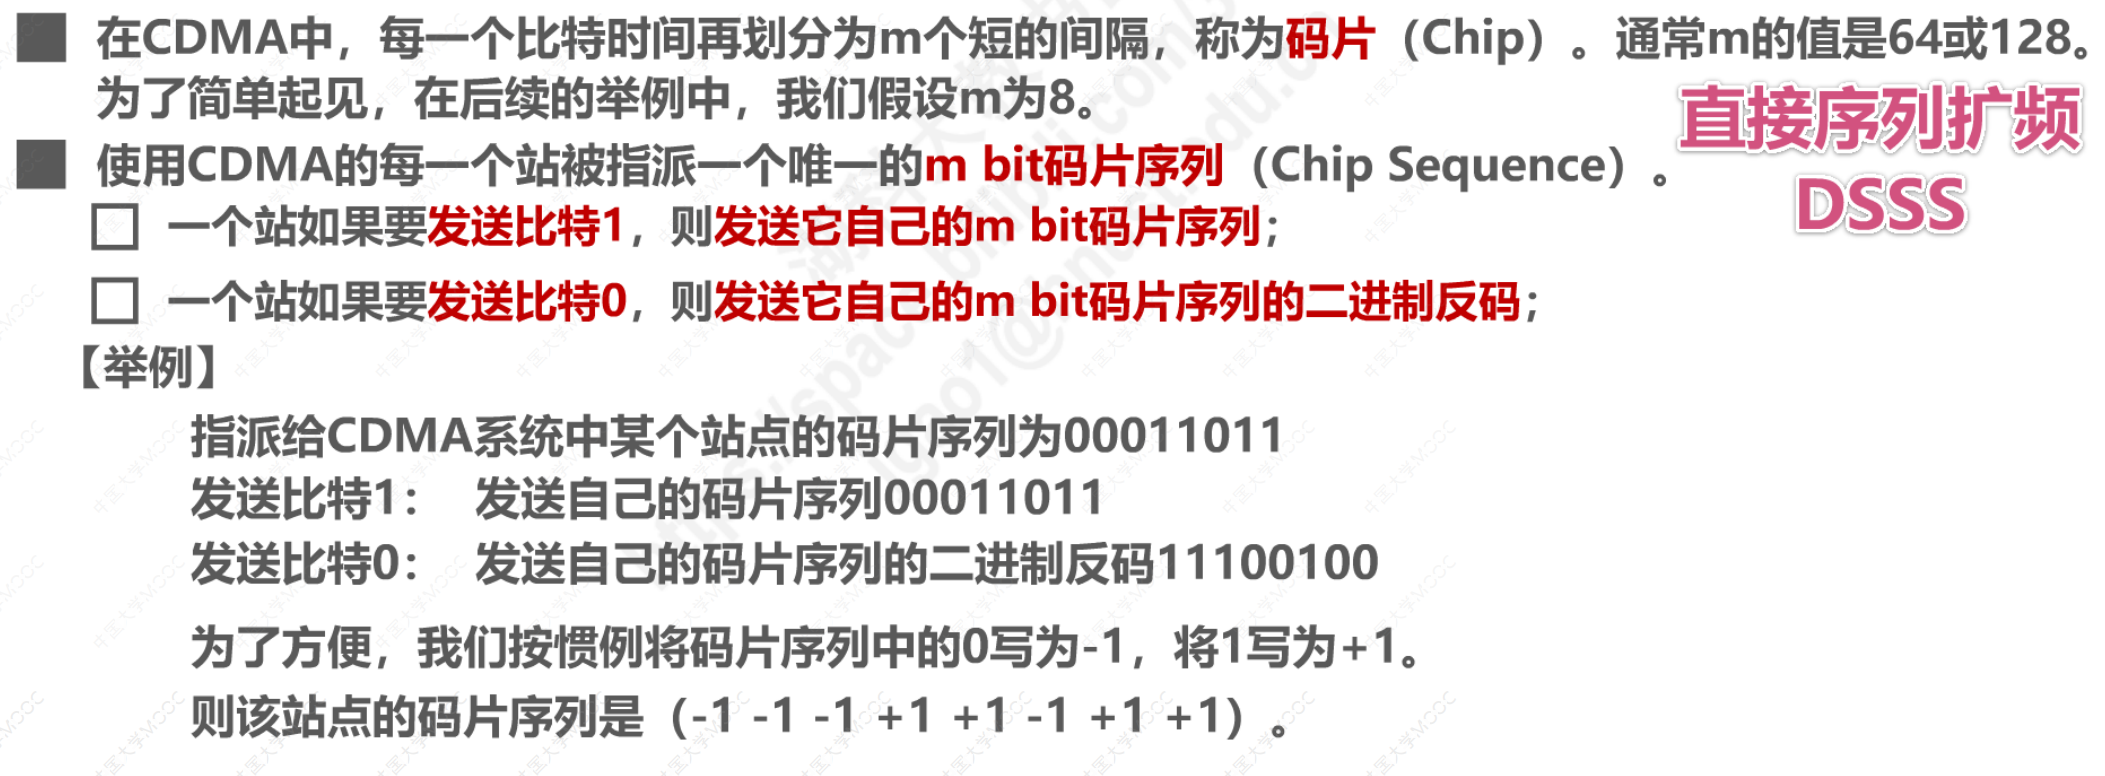 在CDMA中，每一个比特时间再划分为m个短的间隔，称为码片（Chip）。通常m的值是64或128。
为了简单起见，在后续的举例中，我们假设m为8。
直接序列扩频
DSSS
使用CDMA的每一个站被指派一个唯一的m bit码片序列（Chip Sequence）。
一个站如果要发送比特1，则发送它自己的m bit码片序列；
一个站如果要发送比特0，则发送它自己的m bit码片序列的二进制反码；
【举例】
指派给CDMA系统中某个站点的码片序列为00011011
发送比特1： 发送自己的码片序列00011011
发送比特0： 发送自己的码片序列的二进制反码11100100
为了方便，我们按惯例将码片序列中的0写为-1，将1写为+1。
则该站点的码片序列是（-1 -1 -1 +1 +1 -1 +1 +1）。
中国大学MOOC